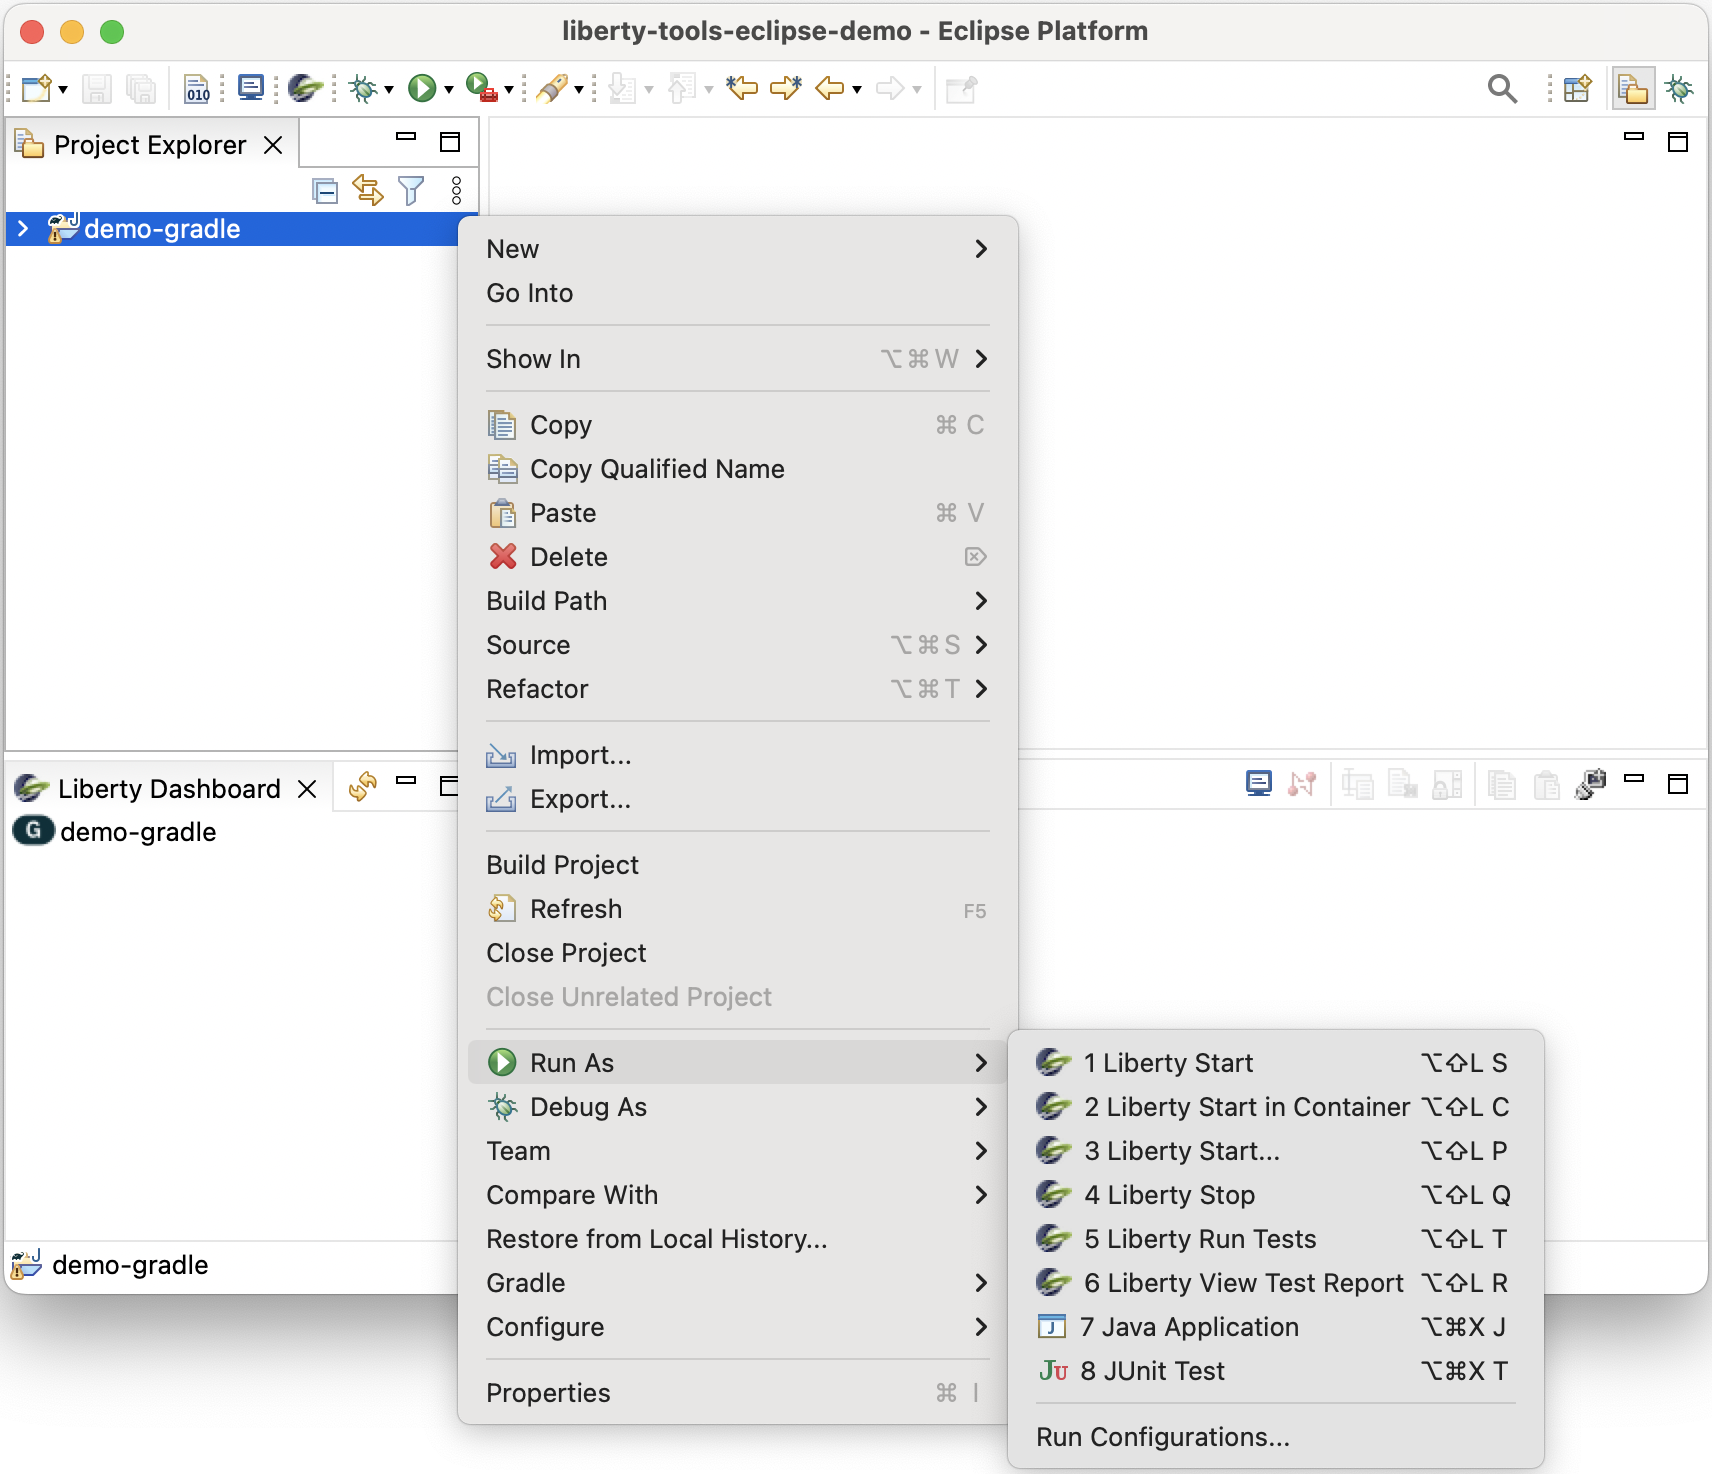 liberty-tools-eclipse-demo - Eclipse Platform
010
Project Explorer
demo-gradle
New
Go Into
Show In ⌥⌘W
Copy ⌘ C
Copy Qualified Name
Paste ⌘ V
Delete ⌦
Build Path
Source ⌥⌘S
Refactor ⌥⌘T
Import...
Export...
Liberty Dashboard
G demo-gradle
Build Project
Refresh F5
Close Project
Close Unrelated Project
Run As
Debug As
Team
Compare With
Restore from Local History...
Gradle
Configure
Properties ⌘ I
1 Liberty Start ⌥⇧L S
2 Liberty Start in Container ⌥⇧L C
3 Liberty Start... ⌥⇧L P
4 Liberty Stop ⌥⇧L Q
5 Liberty Run Tests ⌥⇧L T
6 Liberty View Test Report ⌥⇧L R
J 7 Java Application ⌥⌘X J
JU 8 JUnit Test ⌥⌘X T
Run Configurations...
demo-gradle